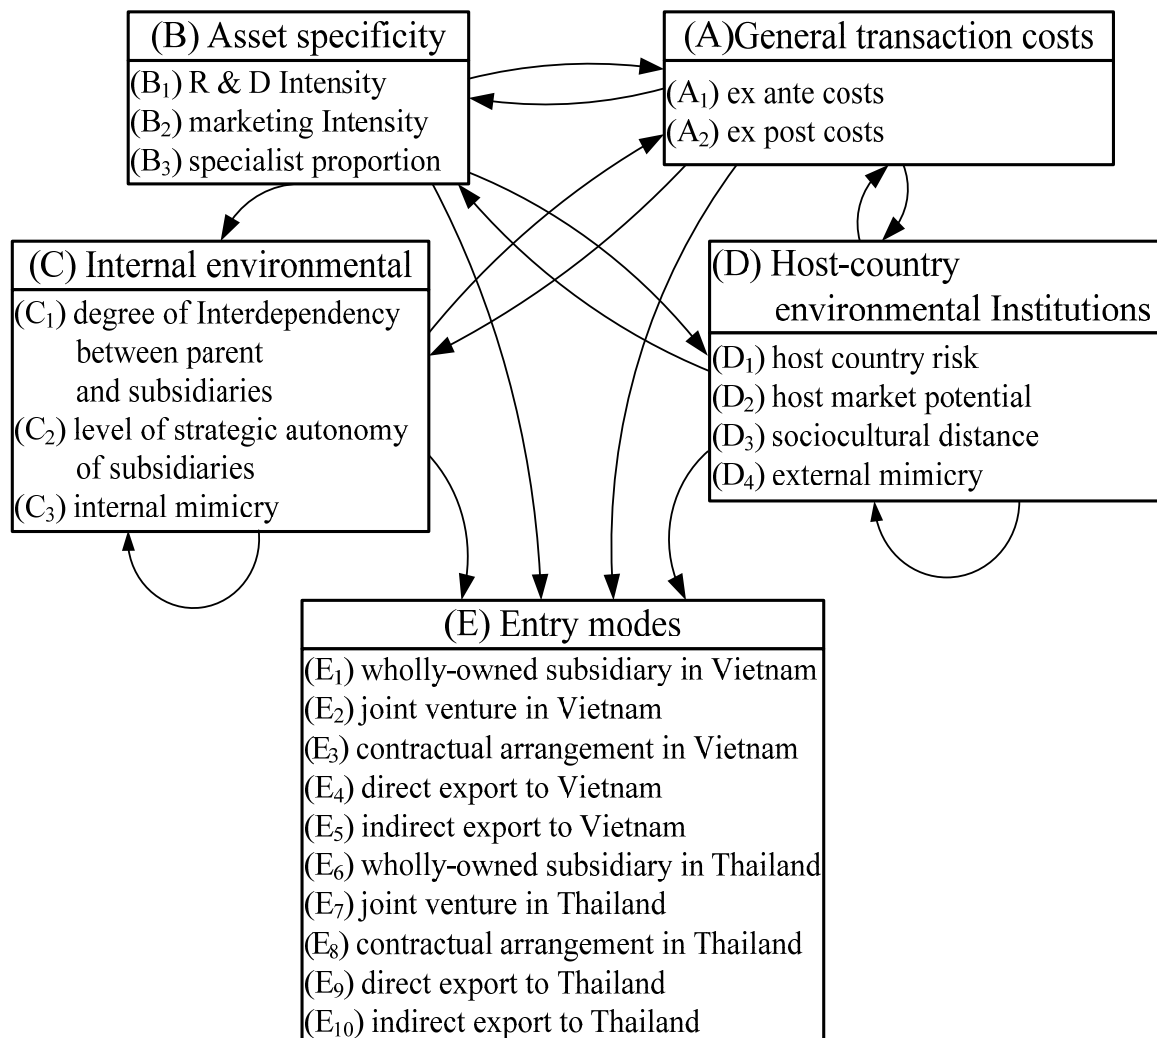 (B) Asset specificity
(B₁) R & D Intensity
(B₂) marketing Intensity
(B₃) specialist proportion
(A)General transaction costs
(A₁) ex ante costs
(A₂) ex post costs
(C) Internal environmental
(C₁) degree of Interdependency
between parent
and subsidiaries
(C₂) level of strategic autonomy
of subsidiaries
(C₃) internal mimicry
(D) Host-country
environmental Institutions
(D₁) host country risk
(D₂) host market potential
(D₃) sociocultural distance
(D₄) external mimicry
(E) Entry modes
(E₁) wholly-owned subsidiary in Vietnam
(E₂) joint venture in Vietnam
(E₃) contractual arrangement in Vietnam
(E₄) direct export to Vietnam
(E₅) indirect export to Vietnam
(E₆) wholly-owned subsidiary in Thailand
(E₇) joint venture in Thailand
(E₈) contractual arrangement in Thailand
(E₉) direct export to Thailand
(E₁₀) indirect export to Thailand